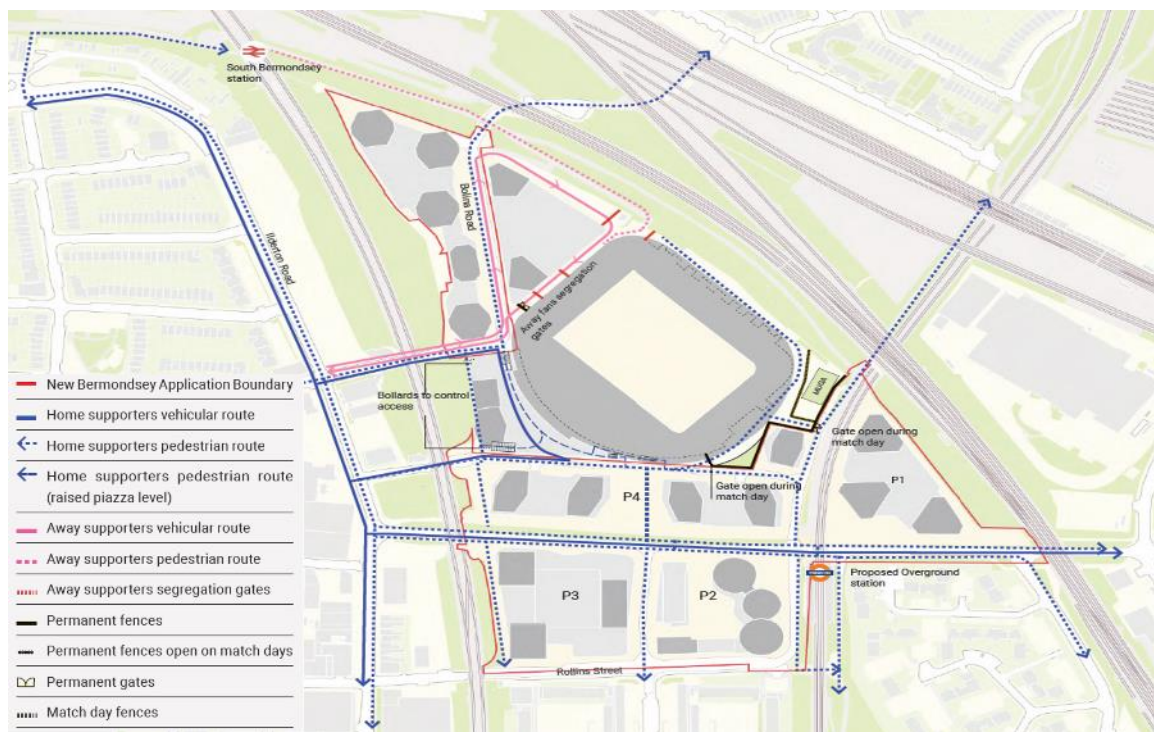 South Bermondsey
station
Bolina Road
Ilderton Road
Away fans segregation
gates
Bollards to control
access
MUGA
Gate open during
match day
P1
Gate open during
match day
P4
Proposed Overground
station
P3
P2
Rollins Street
New Bermondsey Application Boundary
Home supporters vehicular route
Home supporters pedestrian route
Home supporters pedestrian route
(raised piazza level)
Away supporters vehicular route
Away supporters pedestrian route
Away supporters segregation gates
Permanent fences
Permanent fences open on match days
Permanent gates
Match day fences